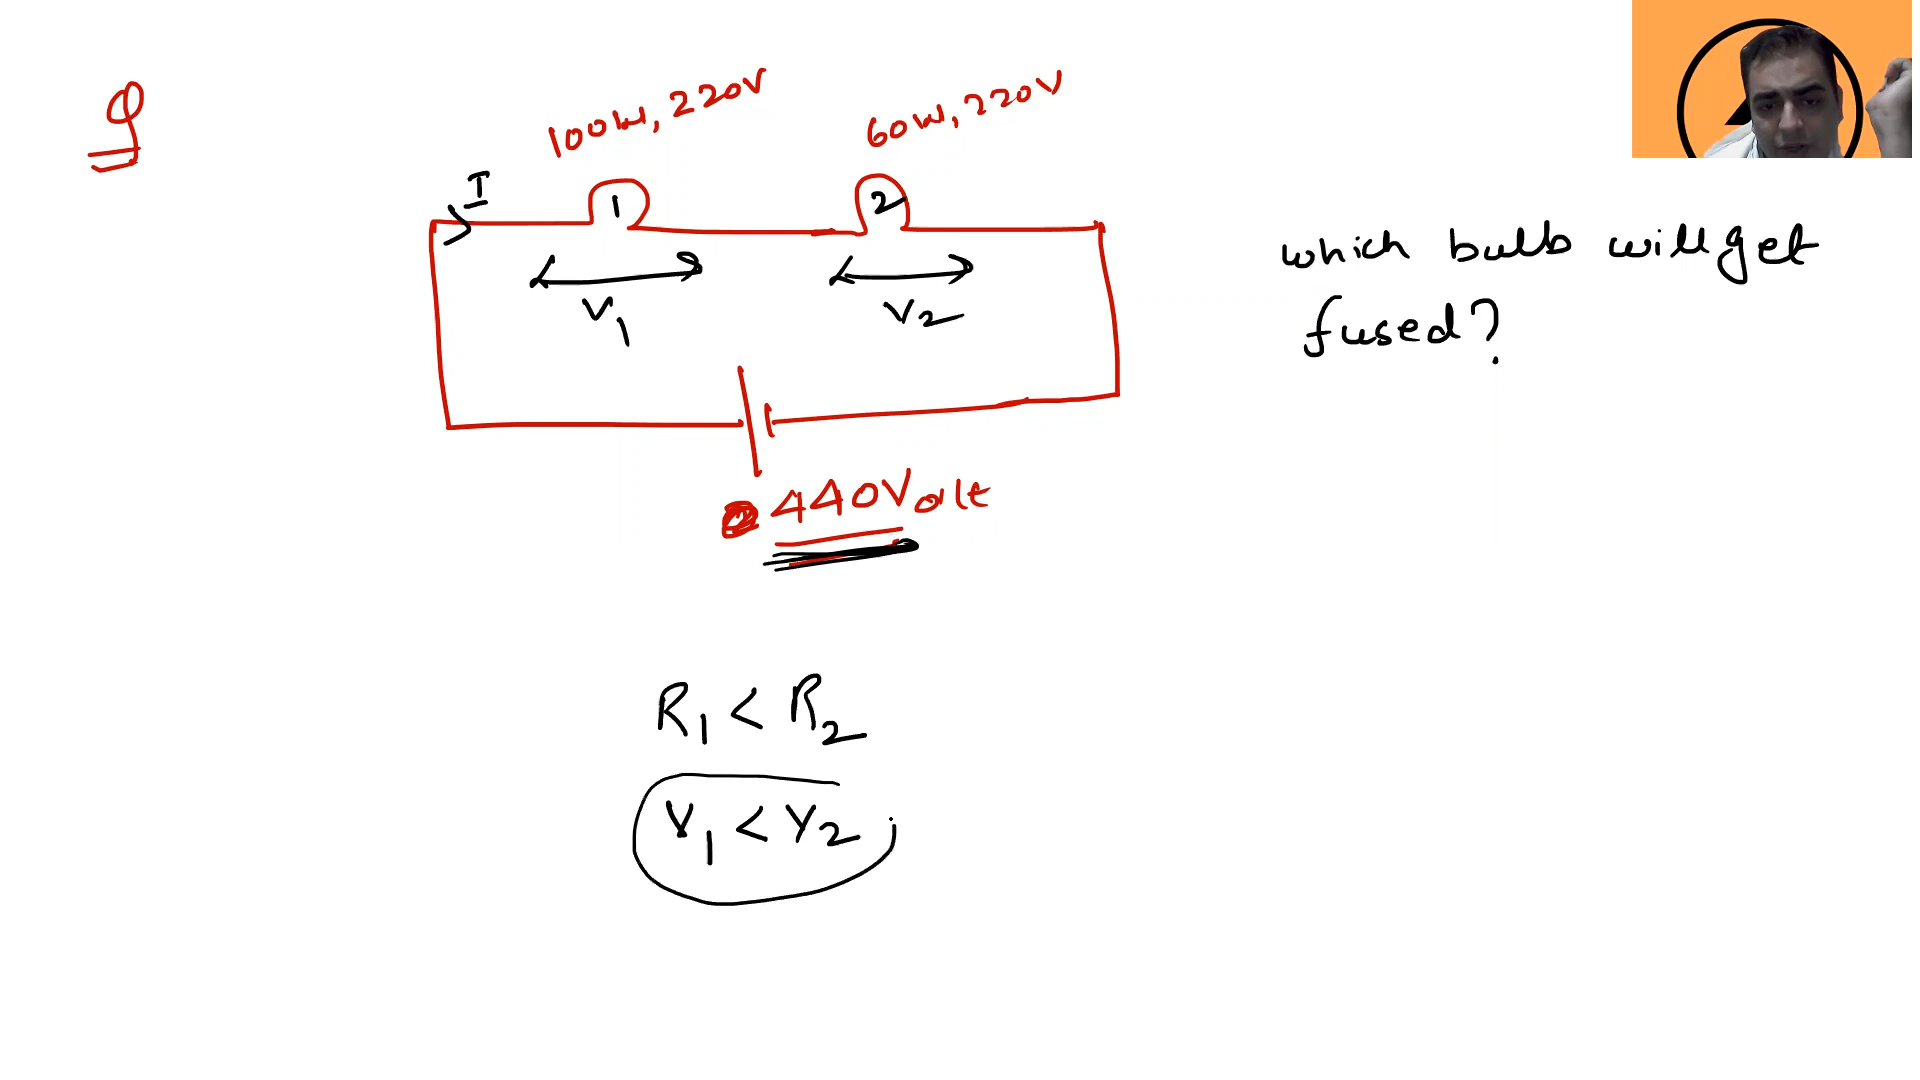 Q
100W, 220V
60W, 220V
I
1
2
V1
V2
which bulb will get
fused?
440Volt
R1 < R2
V1 < V2